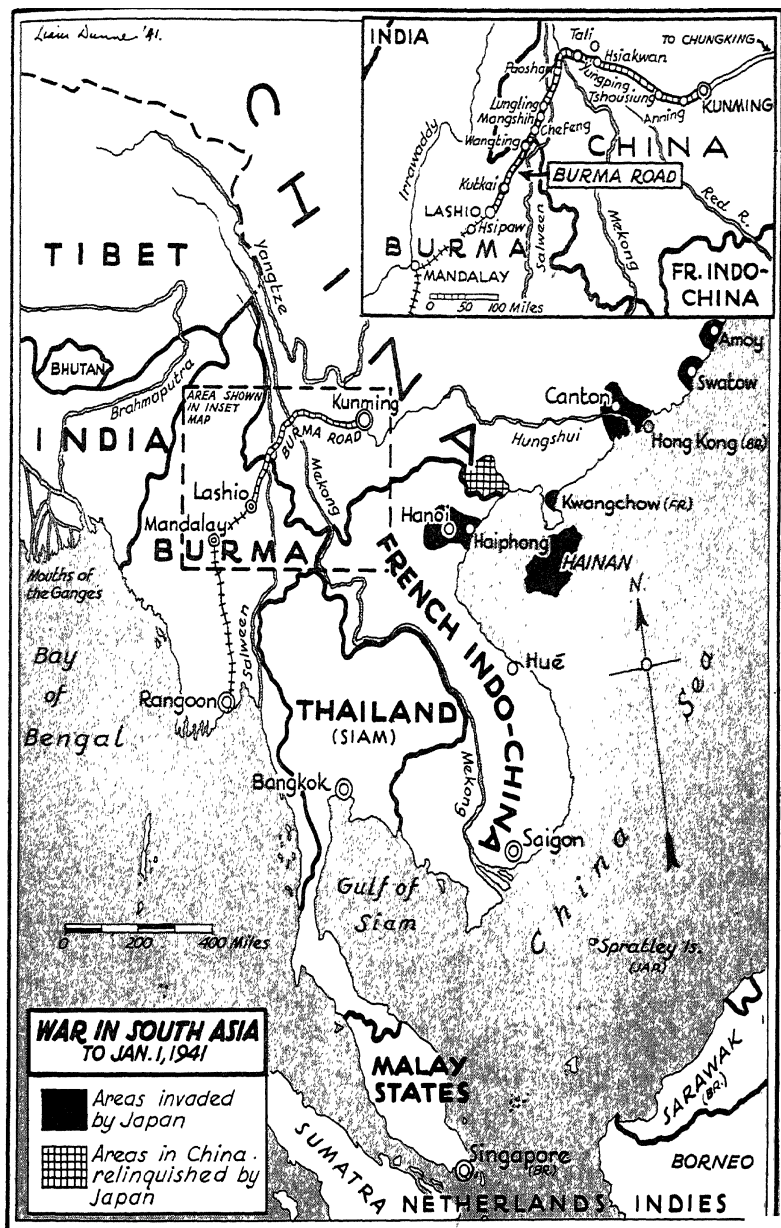 Liam Dunne '41.
CHINA
TIBET
Yangtze
BHUTAN
Brahmaputra
INDIA
AREA SHOWN
IN INSET
MAP
Kunming
BURMA ROAD
Mekong
Lashio
Mandalay
BURMA
Mouths of
the Ganges
Salween
Bay
of
Bengal
Rangoon
THAILAND
(SIAM)
Bangkok
Gulf of
Siam
FRENCH INDO-CHINA
Mekong
Hué
Saigon
Hanoi
Haiphong
HAINAN
Kwangchow (FR)
Hungshui
Canton
Hong Kong (BR)
Swatow
Amoy
N.
China Sea
Spratley Is.
(JAP.)
0 200 400 Miles
MALAY
STATES
Singapore
(BR)
SUMATRA
NETHERLANDS INDIES
SARAWAK
(BR.)
BORNEO
INDIA
Tali
Hsiakwan
TO CHUNGKING
Paoshan
Yungping
Tshousiung
KUNMING
Anning
Lungling
Mangshih
Chefeng
Wangting
CHINA
Irrawaddy
BURMA ROAD
Kutkai
Red R.
LASHIO
Hsipaw
Salween
Mekong
BURMA
MANDALAY
FR. INDO-
CHINA
0 50 100 Miles
WAR IN SOUTH ASIA
TO JAN. 1, 1941
Areas invaded
by Japan
Areas in China
relinquished by
Japan